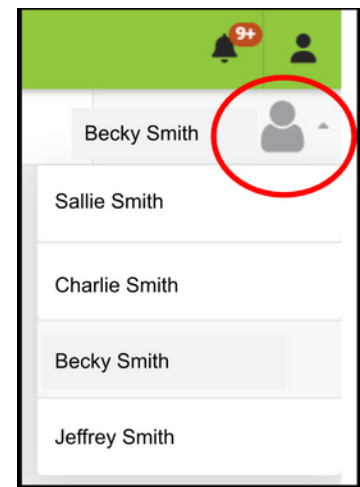 9+
Becky Smith
Sallie Smith
Charlie Smith
Becky Smith
Jeffrey Smith